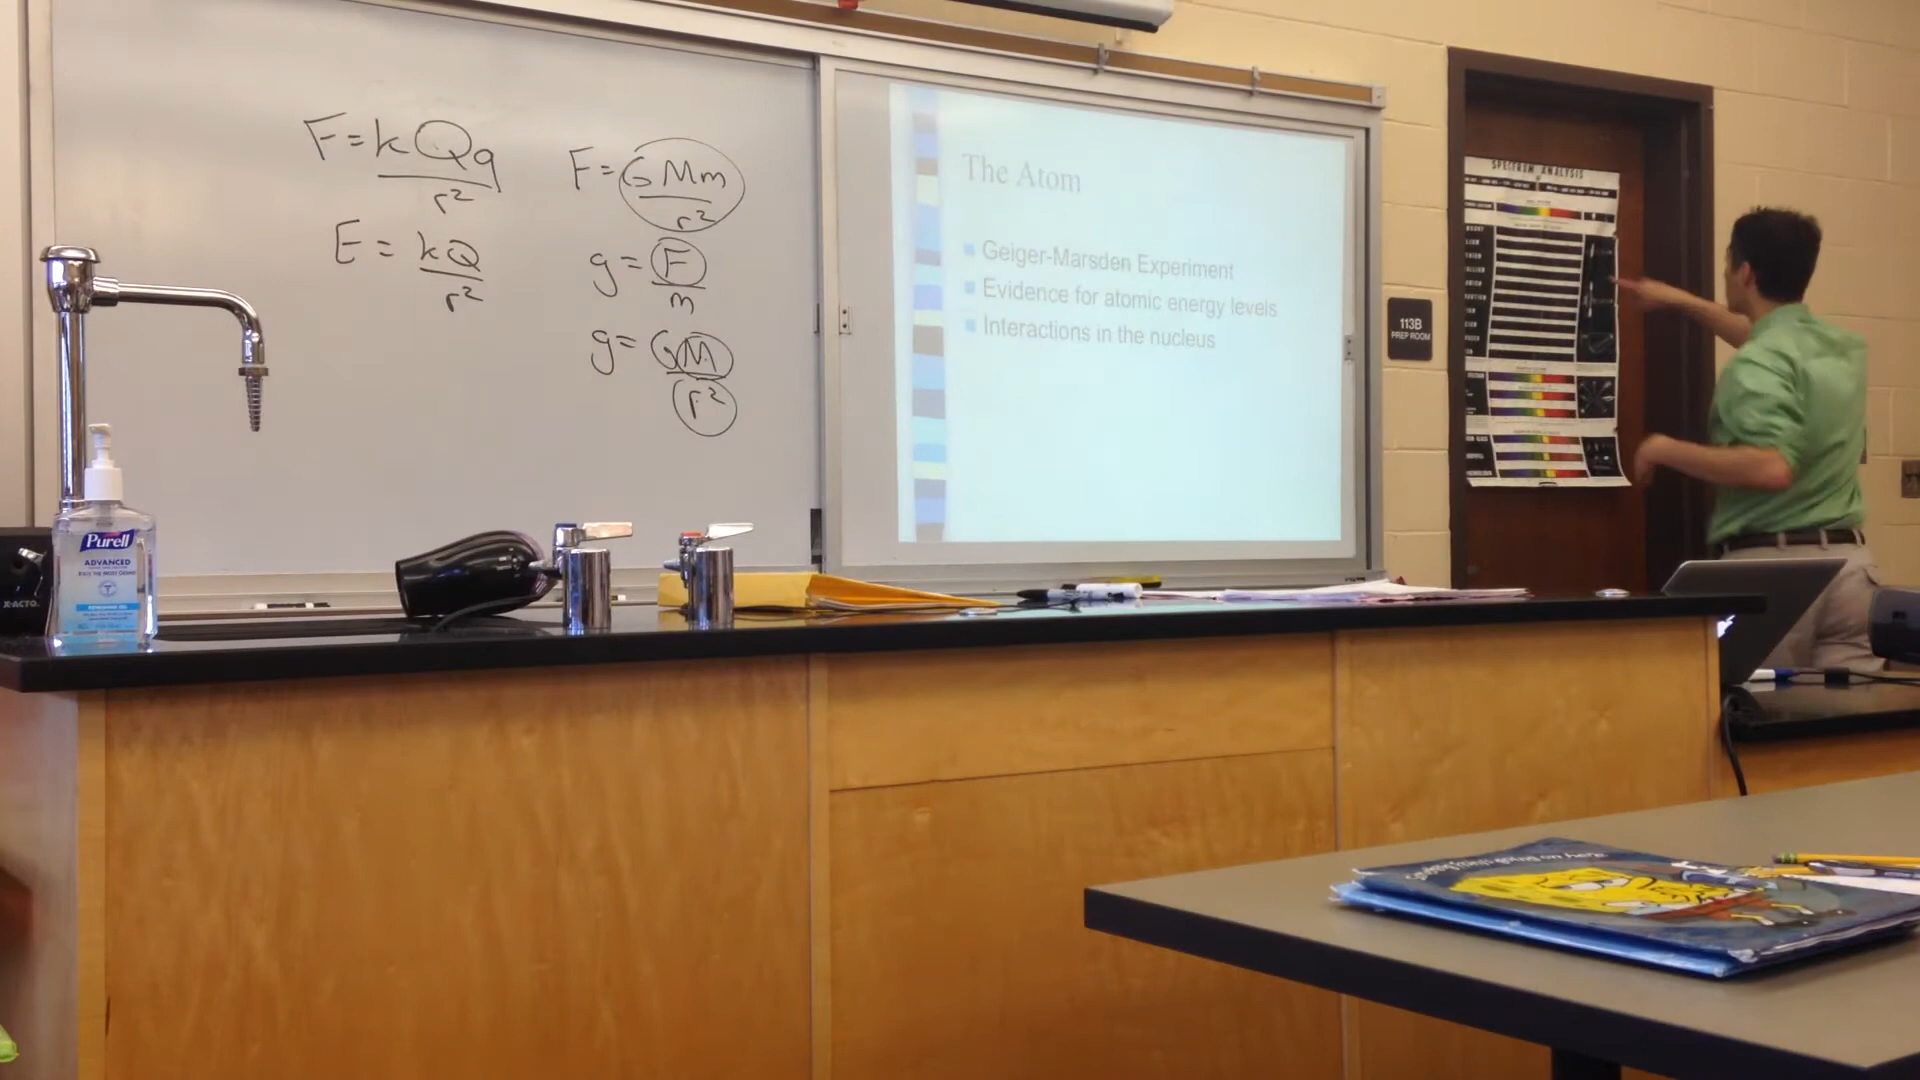 F = kQq
r²
E = kQ
r²
F = GMm
r²
g = F
m
g = GM
r²
The Atom
Geiger-Marsden Experiment
Evidence for atomic energy levels
Interactions in the nucleus
SPECTRUM ANALYSIS
113B
PREP ROOM
X-ACTO
Purell
ADVANCED